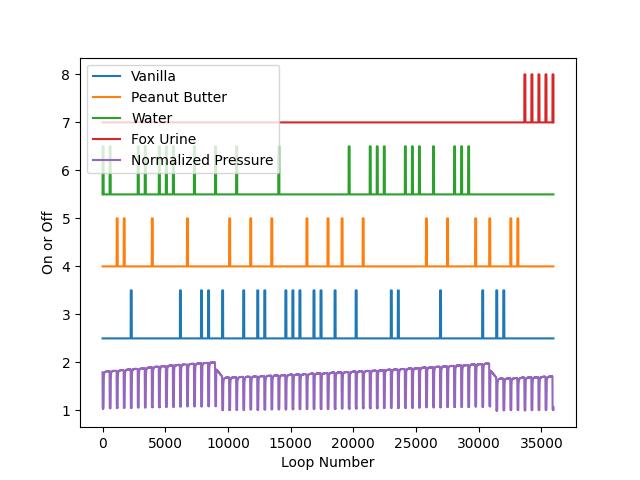 Vanilla
Peanut Butter
Water
Fox Urine
Normalized Pressure
8
7
6
5
4
3
2
1
On or Off
0 5000 10000 15000 20000 25000 30000 35000
Loop Number